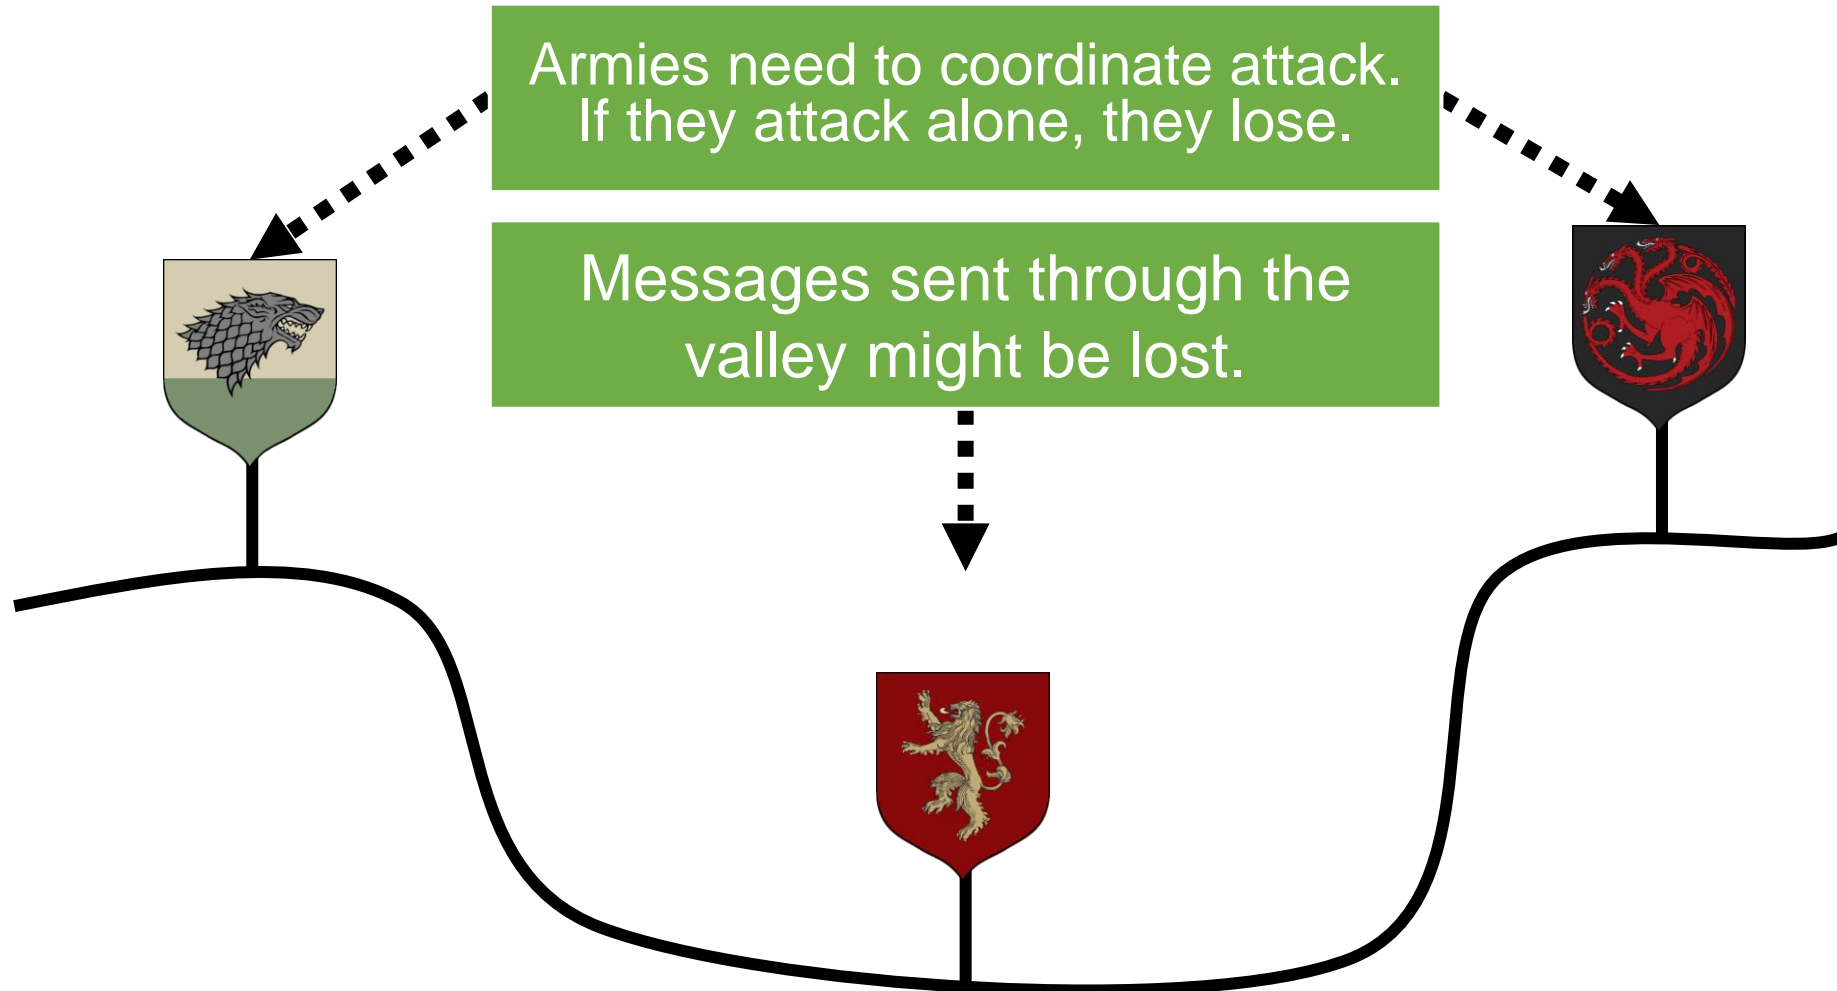 Armies need to coordinate attack.
If they attack alone, they lose.
Messages sent through the
valley might be lost.